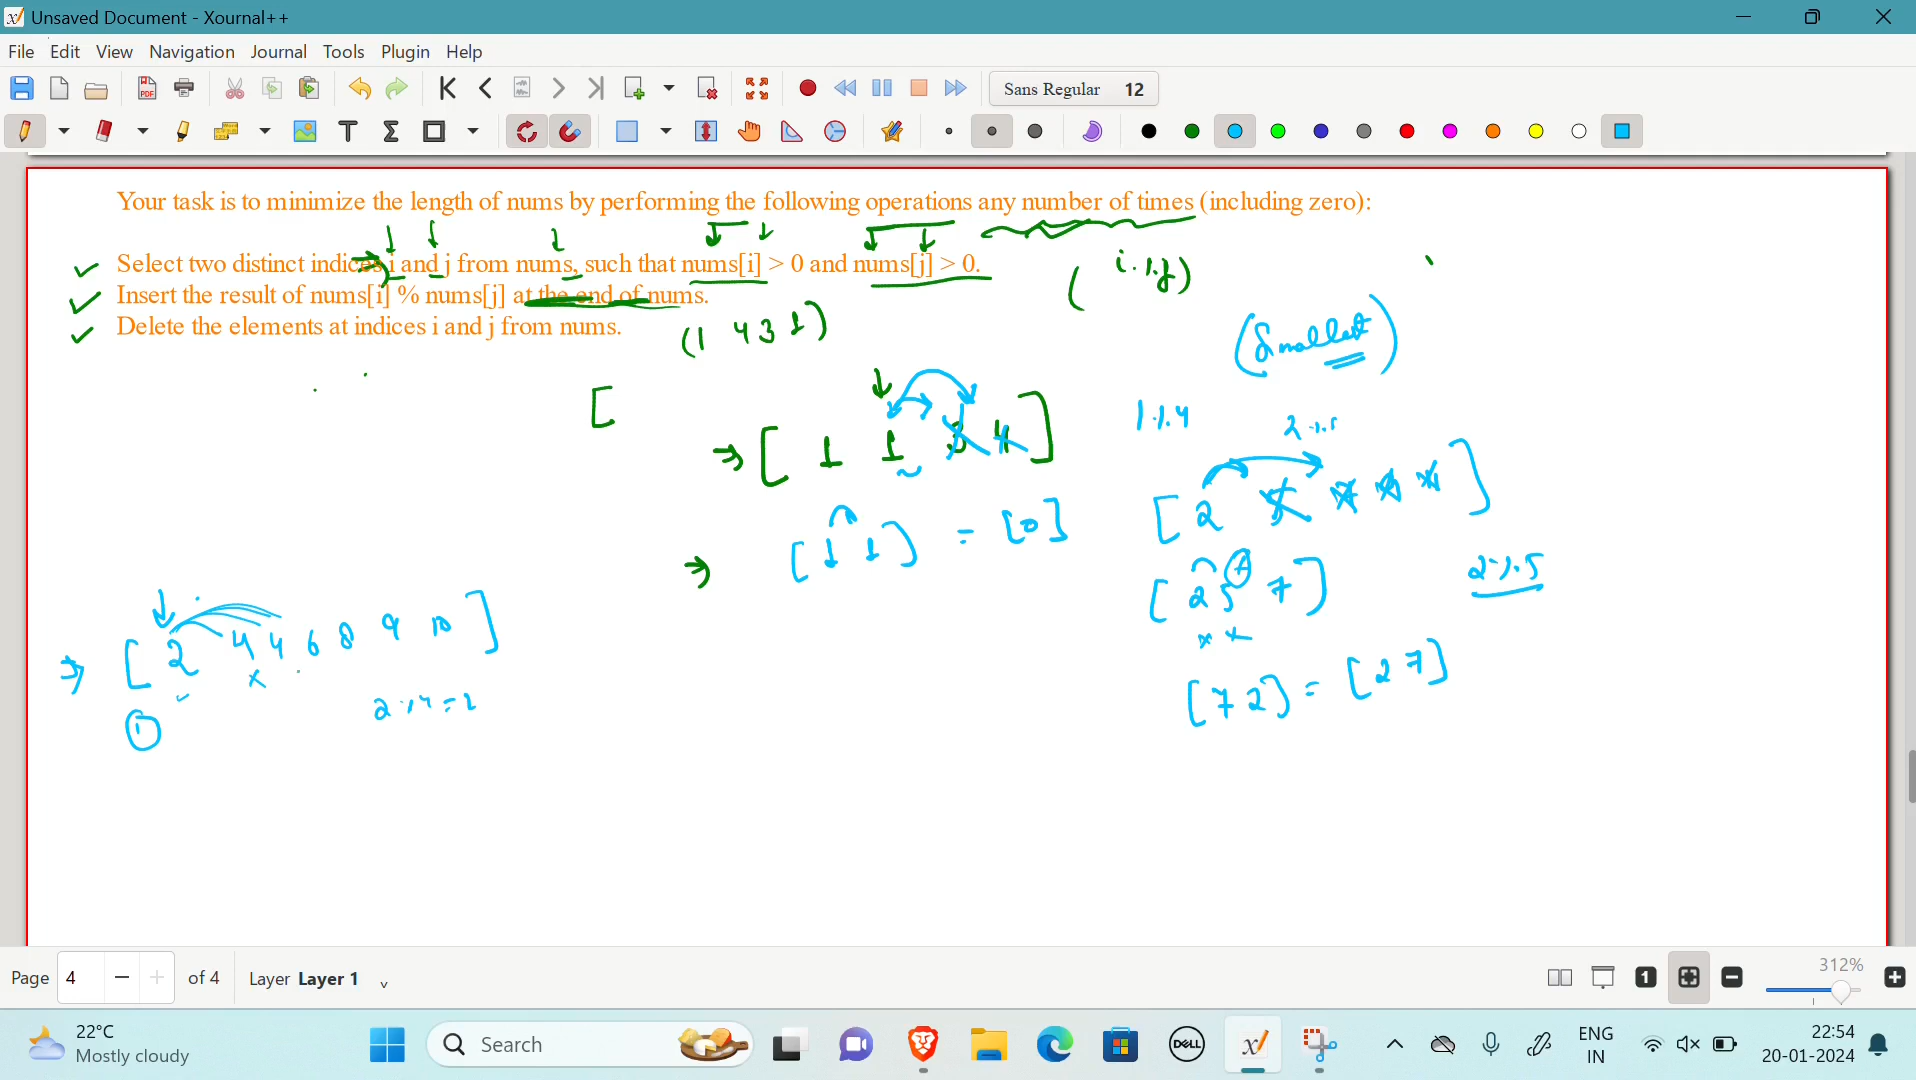 Unsaved Document - Xournal++
File Edit View Navigation Journal Tools Plugin Help
PDF
Sans Regular 12
Your task is to minimize the length of nums by performing the following operations any number of times (including zero):
Select two distinct indices i and j from nums, such that nums[i] > 0 and nums[j] > 0.
Insert the result of nums[i] % nums[j] at the end of nums.
Delete the elements at indices i and j from nums.
( i % j )
(1 4 3 1)
(Smallest)
[
1 % 4
2 % 5
[ 1 1 3 4 ]
[ 2 5
[ 1 1 ] = [0]
[ 2 5 7 ]
2 % 5
[ 2 4 4 6 8 9 10 ]
[ 7 2 ] = [ 2 7 ]
2 % 4 = 2
1
Page 4 of 4 Layer Layer 1
312%
22°C
Mostly cloudy
Search
DELL
ENG
IN
22:54
20-01-2024